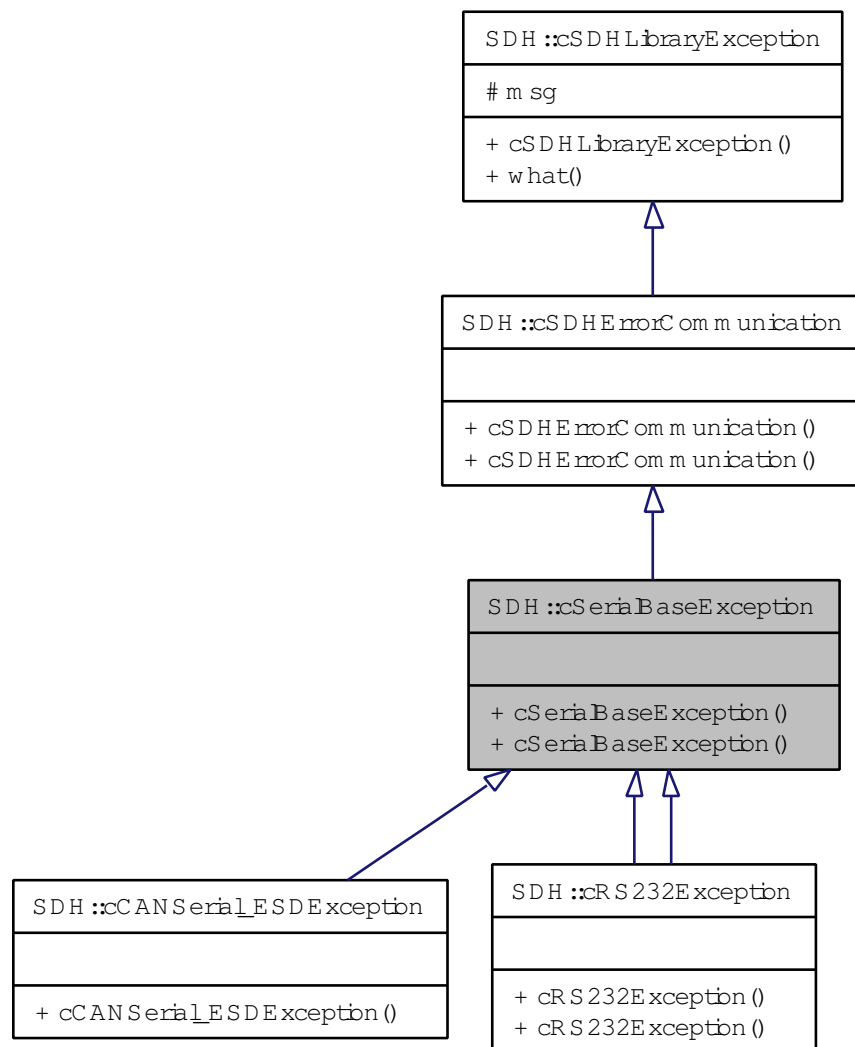 SDH::cSDHLibraryException
# msg
+ cSDHLibraryException()
+ what()
SDH::cSDHErrorCommunication
+ cSDHErrorCommunication()
+ cSDHErrorCommunication()
SDH::cSerialBaseException
+ cSerialBaseException()
+ cSerialBaseException()
SDH::cCANSerial_ESDException
+ cCANSerial_ESDException()
SDH::cRS232Exception
+ cRS232Exception()
+ cRS232Exception()